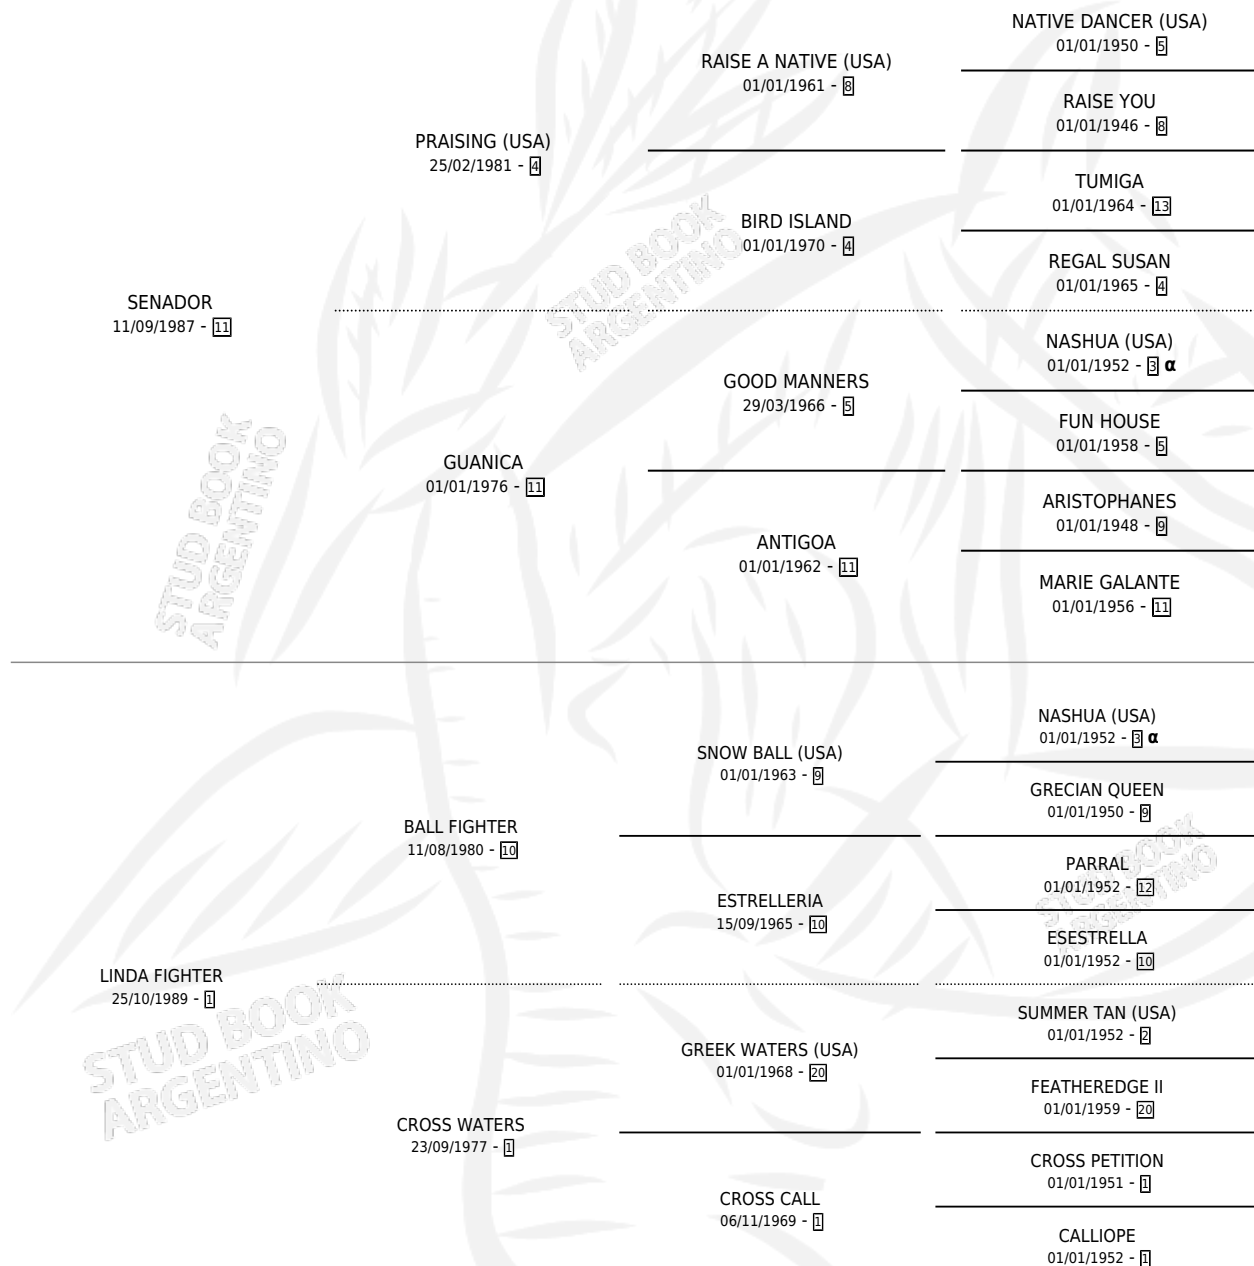 NATIVE DANCER (USA)
01/01/1950 - 5
RAISE A NATIVE (USA)
01/01/1961 - 8
RAISE YOU
01/01/1946 - 8
PRAISING (USA)
25/02/1981 - 4
TUMIGA
01/01/1964 - 13
BIRD ISLAND
01/01/1970 - 4
REGAL SUSAN
01/01/1965 - 4
SENADOR
11/09/1987 - 11
NASHUA (USA)
01/01/1952 - 3 α
GOOD MANNERS
29/03/1966 - 5
FUN HOUSE
01/01/1958 - 5
GUANICA
01/01/1976 - 11
ARISTOPHANES
01/01/1948 - 9
ANTIGOA
01/01/1962 - 11
MARIE GALANTE
01/01/1956 - 11
NASHUA (USA)
01/01/1952 - 3 α
SNOW BALL (USA)
01/01/1963 - 9
GRECIAN QUEEN
01/01/1950 - 9
BALL FIGHTER
11/08/1980 - 10
PARRAL
01/01/1952 - 12
ESTRELLERIA
15/09/1965 - 10
ESESTRELLA
01/01/1952 - 10
LINDA FIGHTER
25/10/1989 - 1
SUMMER TAN (USA)
01/01/1952 - 2
GREEK WATERS (USA)
01/01/1968 - 20
FEATHEREDGE II
01/01/1959 - 20
CROSS WATERS
23/09/1977 - 1
CROSS PETITION
01/01/1951 - 1
CROSS CALL
06/11/1969 - 1
CALLIOPE
01/01/1952 - 1
STUD BOOK
ARGENTINO
STUD BOOK
ARGENTINO
STUD BOOK
ARGENTINO
STUD BOOK
ARGENTINO